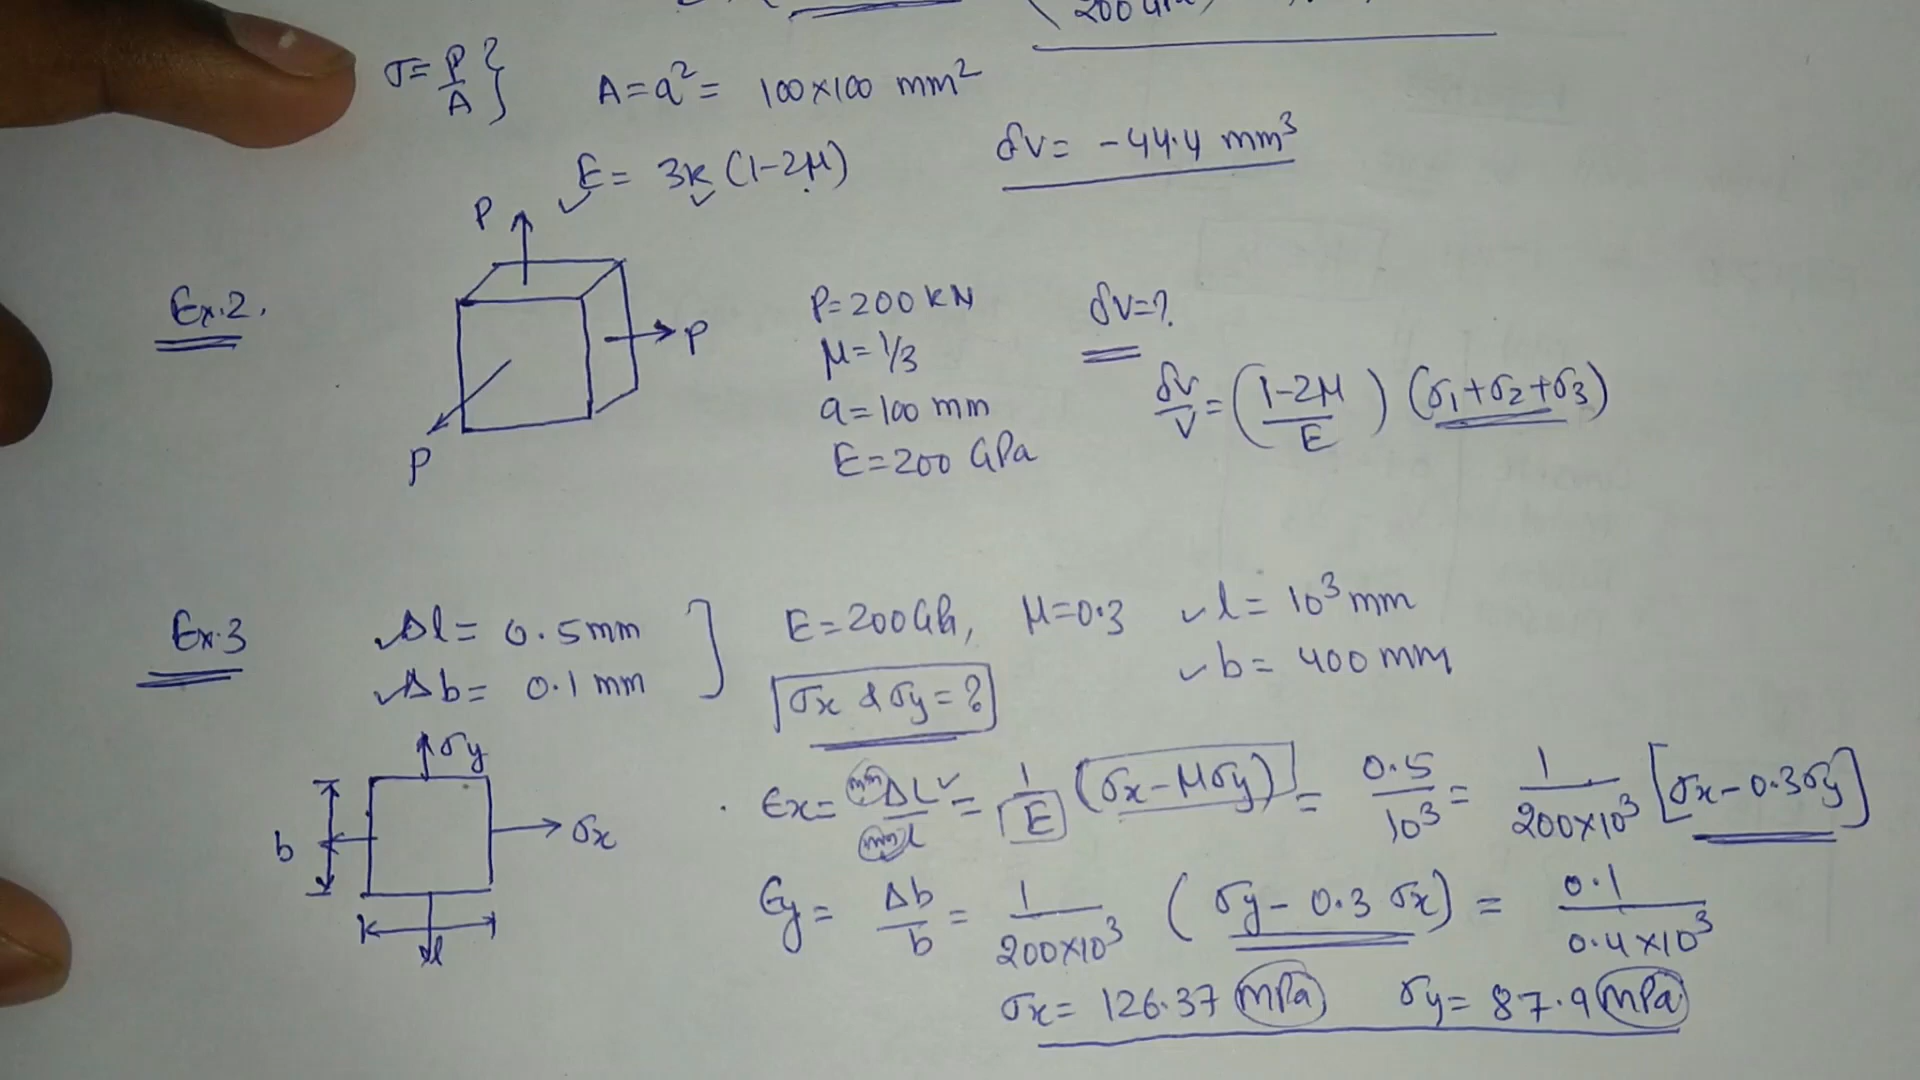 σ = P/A } A = a² = 100×100 mm²
δv = -44.4 mm³
E = 3K (1-2μ)
P
Ex.2.
P
P
P = 200 KN
μ = 1/3
a = 100 mm
E = 200 GPa
δv = ?
δv/V = (1-2μ/E) (σ1+σ2+σ3)
Ex.3
Δl = 0.5 mm
Δb = 0.1 mm
E = 200 GPa, μ = 0.3
l = 10³ mm
b = 400 mm
σx & σy = ?
σy
σx
b
l
Ex = mm ΔL/mm l = 1/E (σx - μσy) = 0.5/10³ = 1/200×10³ [σx - 0.3σy]
Ey = Δb/b = 1/200×10³ (σy - 0.3 σx) = 0.1/0.4×10³
σx = 126.37 MPa σy = 87.9 MPa